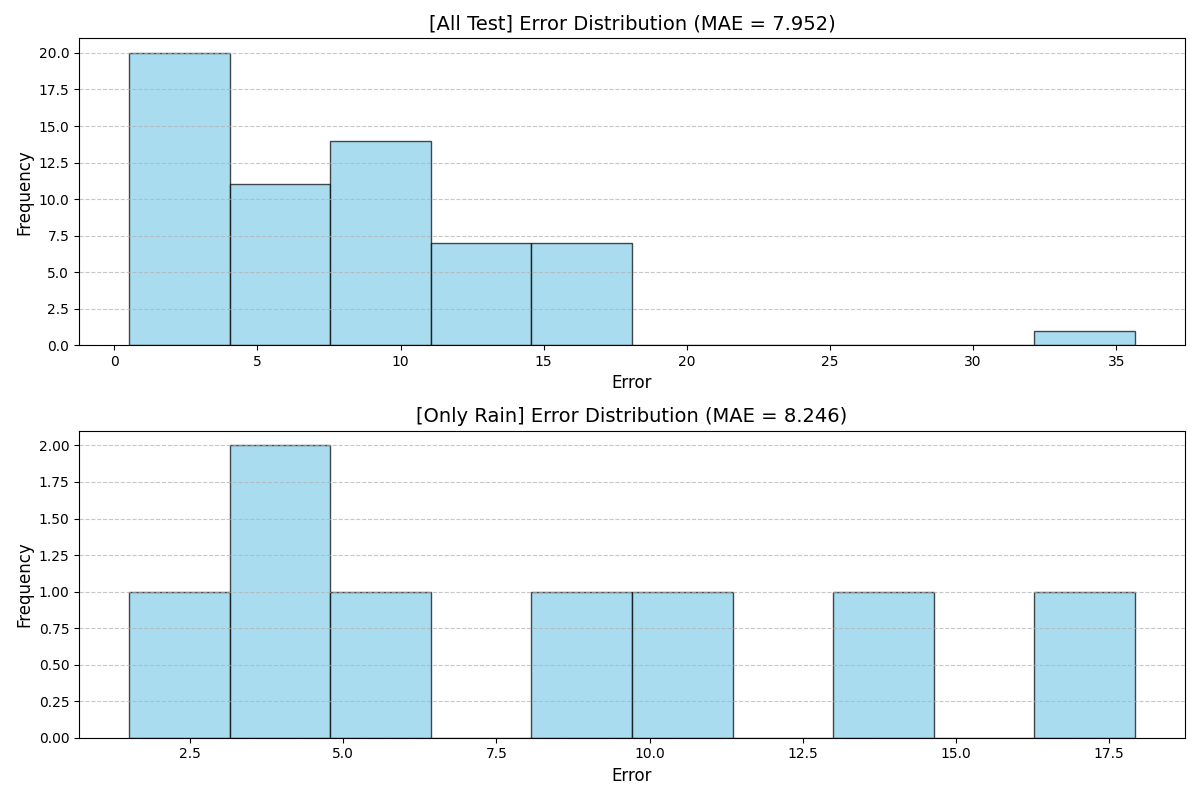 [All Test] Error Distribution (MAE = 7.952)
20.0
17.5
15.0
12.5
10.0
7.5
5.0
2.5
0.0
Frequency
0 5 10 15 20 25 30 35
Error
[Only Rain] Error Distribution (MAE = 8.246)
2.00
1.75
1.50
1.25
1.00
0.75
0.50
0.25
0.00
Frequency
2.5 5.0 7.5 10.0 12.5 15.0 17.5
Error